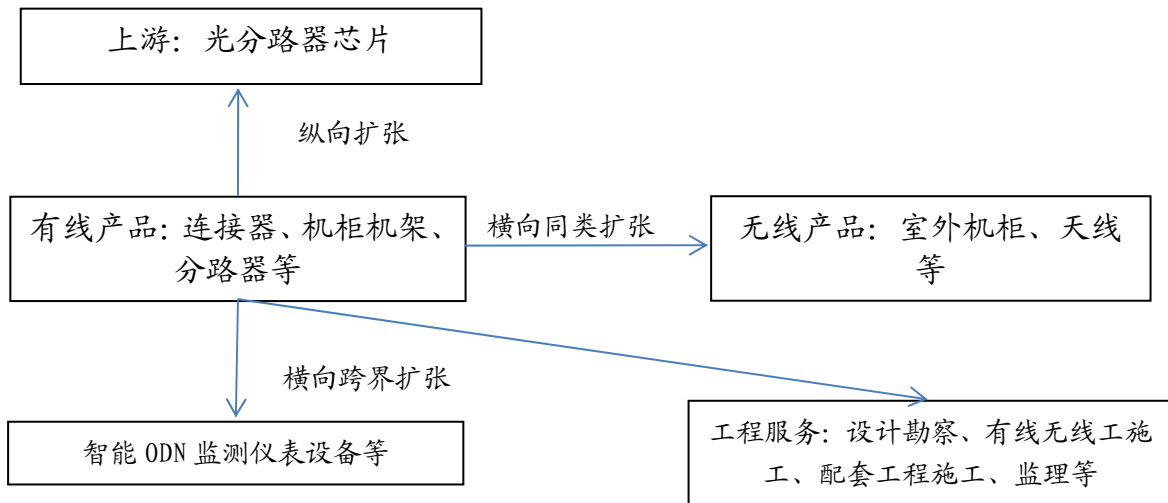 上游：光分路器芯片
纵向扩张
有线产品：连接器、机柜机架、
分路器等
横向同类扩张
无线产品：室外机柜、天线
等
横向跨界扩张
智能 ODN 监测仪表设备等
工程服务：设计勘察、有线无线工施
工、配套工程施工、监理等